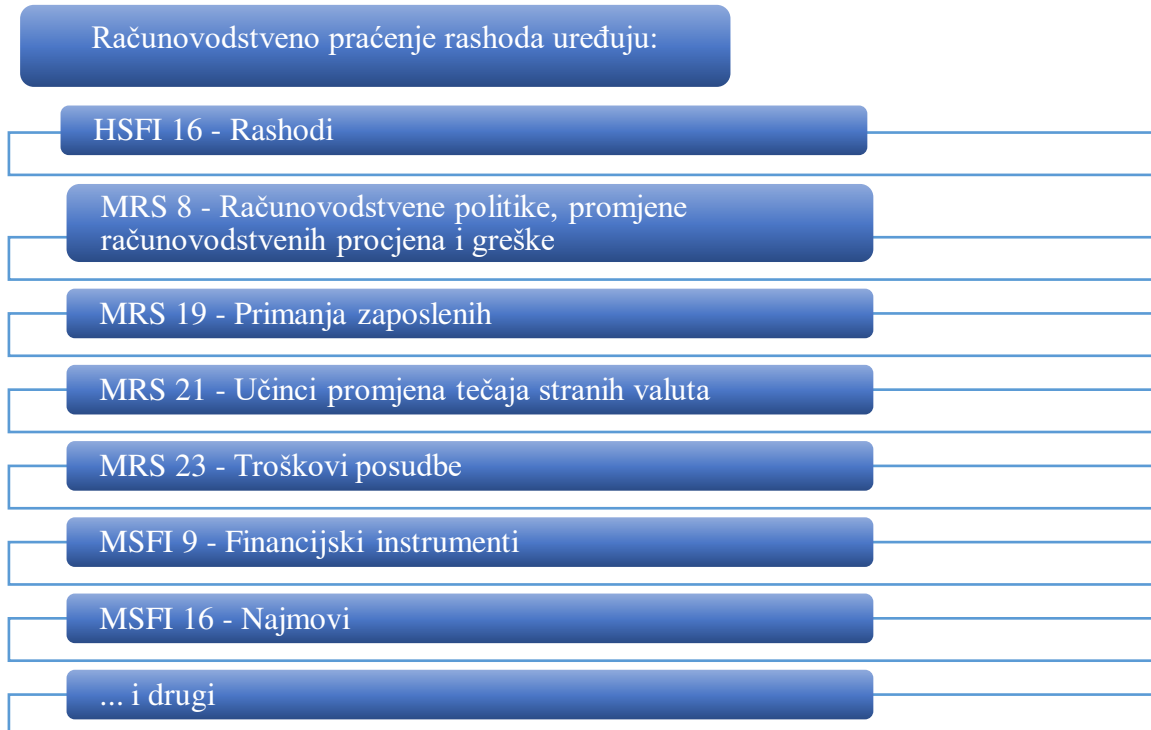 Računovodstveno praćenje rashoda uređuju:
HSFI 16 - Rashodi
MRS 8 - Računovodstvene politike, promjene
računovodstvenih procjena i greške
MRS 19 - Primanja zaposlenih
MRS 21 - Učinci promjena tečaja stranih valuta
MRS 23 - Troškovi posudbe
MSFI 9 - Financijski instrumenti
MSFI 16 - Najmovi
... i drugi